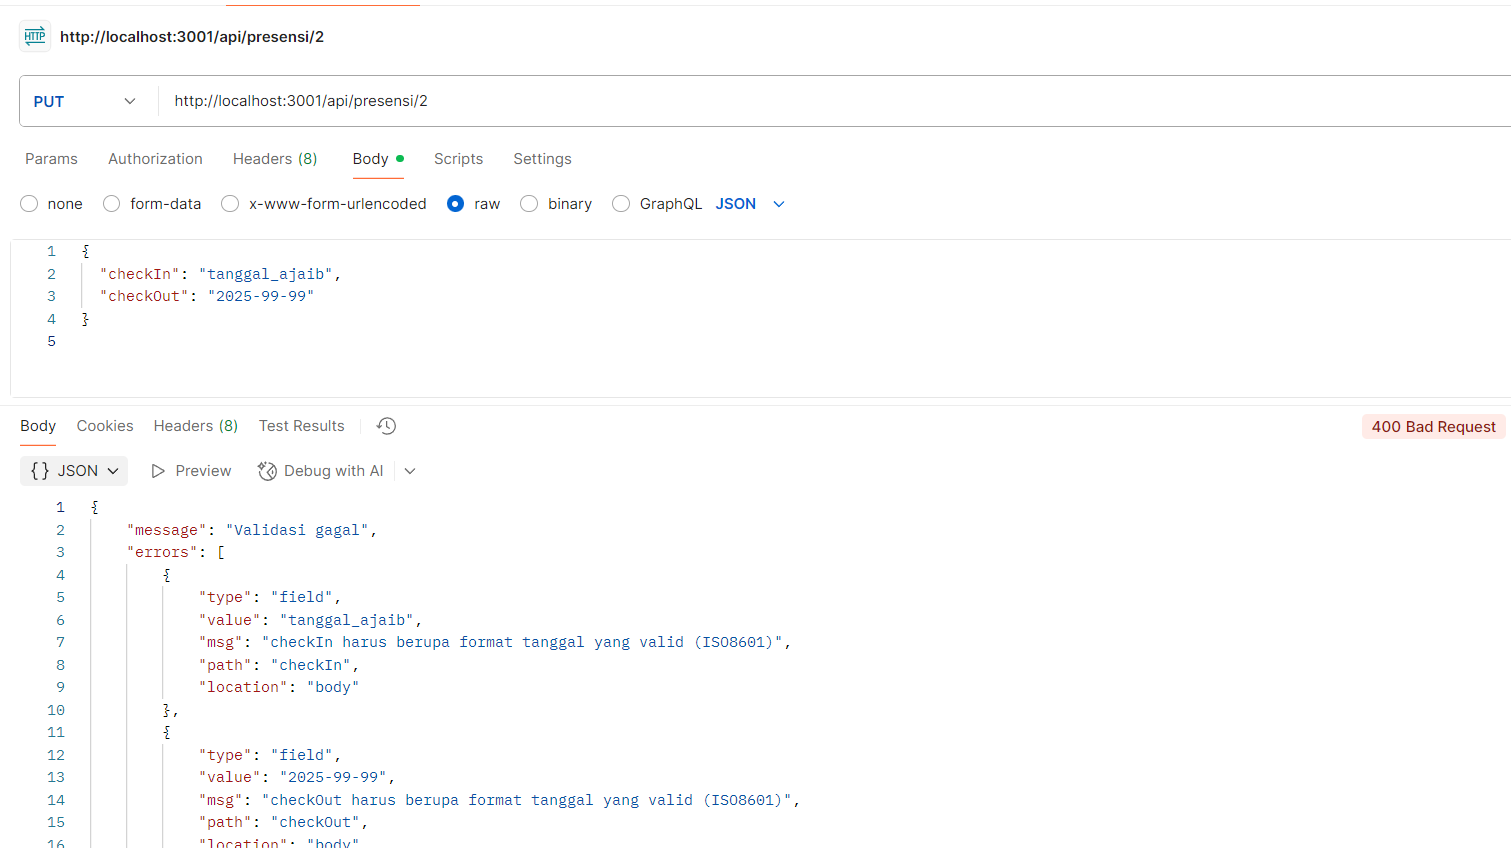 HTTP http://localhost:3001/api/presensi/2
PUT http://localhost:3001/api/presensi/2
Params Authorization Headers (8) Body Scripts Settings
none form-data x-www-form-urlencoded raw binary GraphQL JSON
1 {
2 "checkIn": "tanggal_ajaib",
3 "checkOut": "2025-99-99"
4 }
5
Body Cookies Headers (8) Test Results 400 Bad Request
{} JSON Preview Debug with AI
1 {
2 "message": "Validasi gagal",
3 "errors": [
4 {
5 "type": "field",
6 "value": "tanggal_ajaib",
7 "msg": "checkIn harus berupa format tanggal yang valid (ISO8601)",
8 "path": "checkIn",
9 "location": "body"
10 },
11 {
12 "type": "field",
13 "value": "2025-99-99",
14 "msg": "checkOut harus berupa format tanggal yang valid (ISO8601)",
15 "path": "checkOut",
16 "location": "body"